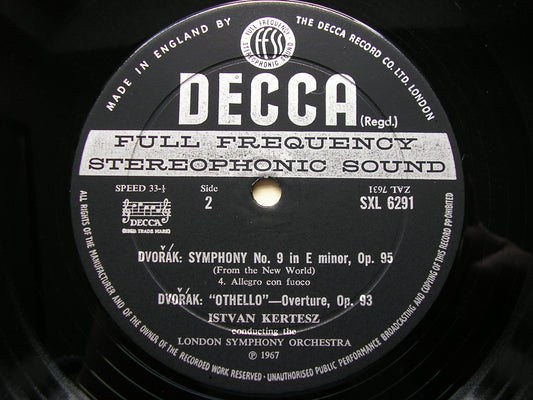 MADE IN ENGLAND BY
THE DECCA RECORD CO. LTD. LONDON
FULL FREQUENCY
ffss
STEREOPHONIC SOUND
DECCA (Regd.)
FULL FREQUENCY
STEREOPHONIC SOUND
SPEED 33-⅓
Side
2
ZAL 7631
SXL 6291
DECCA
(REGD. TRADE MARK)
DVOŘÁK: SYMPHONY No. 9 in E minor, Op. 95
(From the New World)
4. Allegro con fuoco
DVOŘÁK: "OTHELLO"—Overture, Op. 93
ISTVAN KERTESZ
conducting the
LONDON SYMPHONY ORCHESTRA
℗ 1967
ALL RIGHTS OF THE MANUFACTURER AND OF THE OWNER OF THE RECORDED WORK RESERVED · UNAUTHORISED PUBLIC PERFORMANCE BROADCASTING AND COPYING OF THIS RECORD PROHIBITED